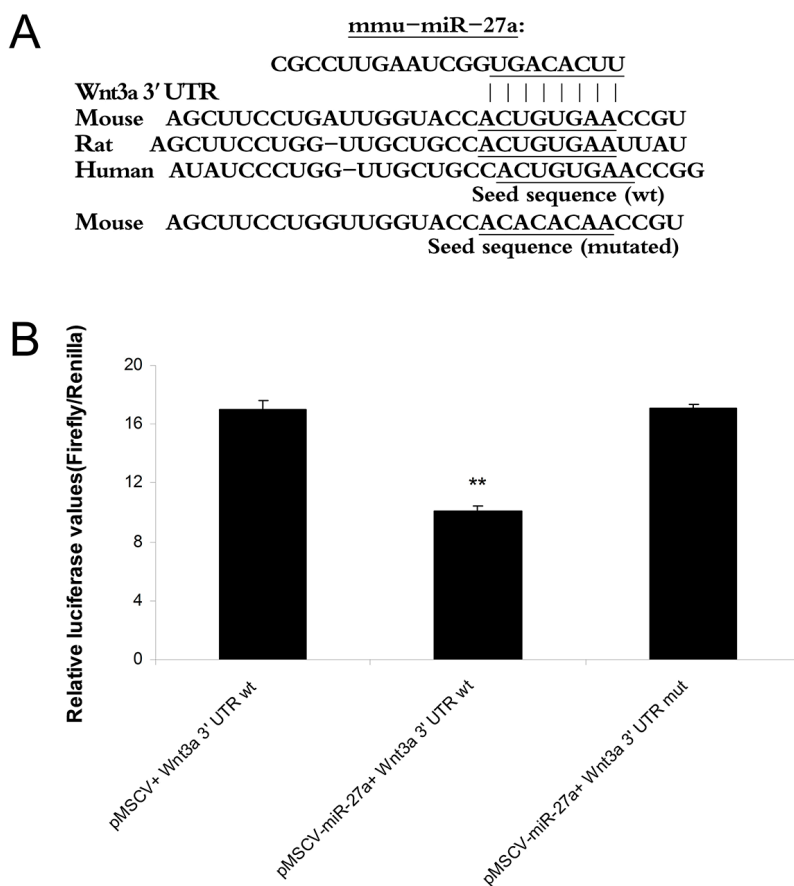 A
mmu−miR−27a:
CGCCUUGAAUCGGUGACACUU
Wnt3a 3′ UTR
Mouse AGCUUCCUGAUUGGUACCACUGUGAACCGU
Rat AGCUUCCUGG−UUGCUGCCACUGUGAAUUAU
Human AUAUCCCUGG−UUGCUGCCACUGUGAACCGG
Seed sequence (wt)
Mouse AGCUUCCUGGUUGGUACCACACACAACCGU
Seed sequence (mutated)
B
Relative luciferase values(Firefly/Renilla)
20
16
12
8
4
0
**
pMSCV+ Wnt3a 3' UTR wt
pMSCV-miR-27a+ Wnt3a 3' UTR wt
pMSCV-miR-27a+ Wnt3a 3' UTR mut